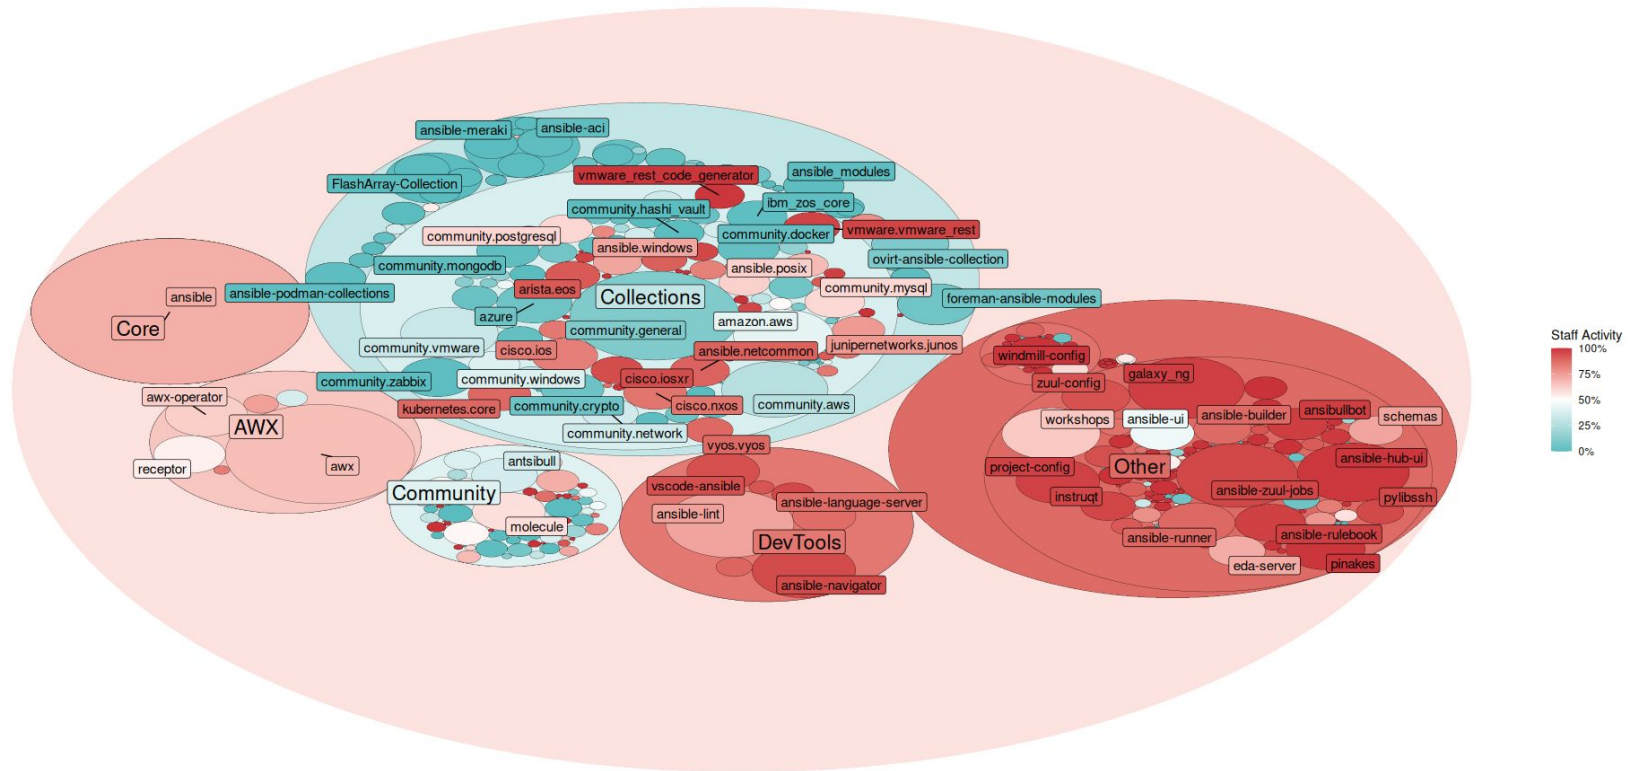 ansible-meraki
ansible-aci
FlashArray-Collection
vmware_rest_code_generator
ansible_modules
community.hashi_vault
ibm_zos_core
community.postgresql
ansible.windows
community.docker
vmware.vmware_rest
community.mongodb
ansible.posix
ovirt-ansible-collection
ansible
ansible-podman-collections
arista.eos
Collections
community.mysql
foreman-ansible-modules
Core
azure
community.general
amazon.aws
community.vmware
cisco.ios
ansible.netcommon
junipernetworks.junos
community.zabbix
community.windows
cisco.iosxr
kubernetes.core
community.crypto
cisco.nxos
community.aws
community.network
vyos.vyos
awx-operator
AWX
receptor
awx
antsibull
Community
molecule
vscode-ansible
ansible-language-server
ansible-lint
DevTools
ansible-navigator
windmill-config
zuul-config
galaxy_ng
workshops
ansible-ui
ansible-builder
ansibullbot
schemas
project-config
Other
ansible-hub-ui
instruqt
ansible-zuul-jobs
pylibssh
ansible-runner
ansible-rulebook
eda-server
pinakes
Staff Activity
100%
75%
50%
25%
0%